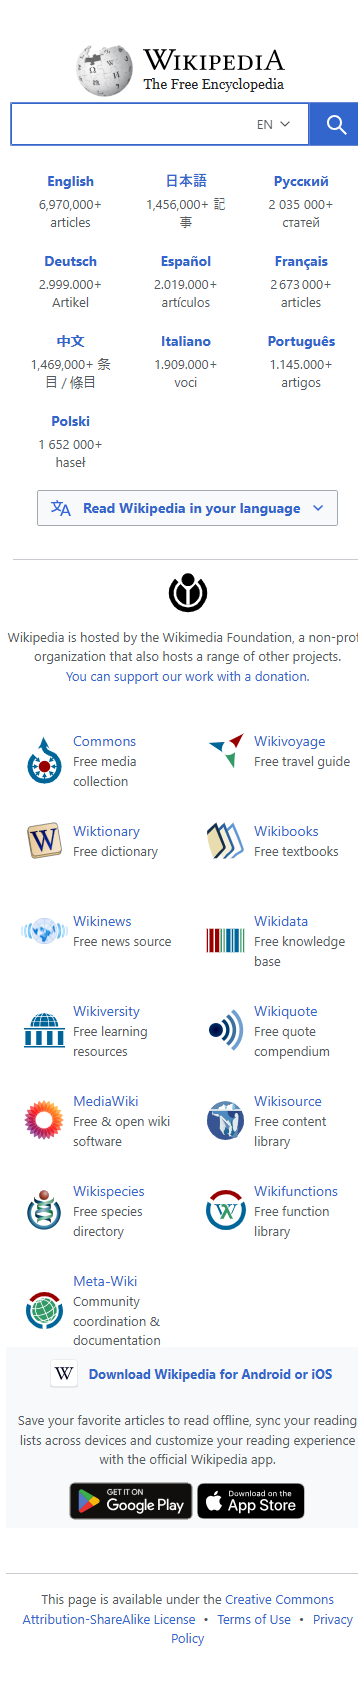 WIKIPEDIA
The Free Encyclopedia
EN
English
6,970,000+
articles
日本語
1,456,000+ 記
事
Русский
2 035 000+
статей
Deutsch
2.999.000+
Artikel
Español
2.019.000+
artículos
Français
2 673 000+
articles
中文
1,469,000+ 条
目 / 條目
Italiano
1.909.000+
voci
Português
1.145.000+
artigos
Polski
1 652 000+
haseł
Read Wikipedia in your language
Wikipedia is hosted by the Wikimedia Foundation, a non-prof
organization that also hosts a range of other projects.
You can support our work with a donation.
Commons
Free media
collection
Wikivoyage
Free travel guide
W
Wiktionary
Free dictionary
Wikibooks
Free textbooks
Wikinews
Free news source
Wikidata
Free knowledge
base
Wikiversity
Free learning
resources
Wikiquote
Free quote
compendium
MediaWiki
Free & open wiki
software
Wikisource
Free content
library
Wikispecies
Free species
directory
Wikifunctions
Free function
library
Meta-Wiki
Community
coordination &
documentation
W
Download Wikipedia for Android or iOS
Save your favorite articles to read offline, sync your reading
lists across devices and customize your reading experience
with the official Wikipedia app.
GET IT ON
Google Play
Download on the
App Store
This page is available under the Creative Commons
Attribution-ShareAlike License • Terms of Use • Privacy
Policy